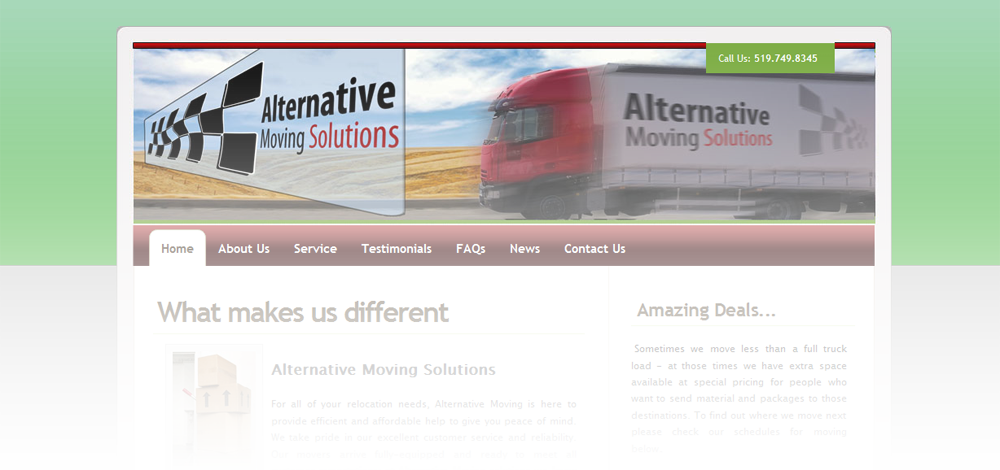 Call Us: 519.749.8345
Alternative
Moving Solutions
Alternative
Moving Solutions
Home About Us Service Testimonials FAQs News Contact Us
What makes us different
Alternative Moving Solutions
For all of your relocation needs, Alternative Moving is here to
provide efficient and affordable help to give you peace of mind.
We take pride in our excellent customer service and reliability.
Amazing Deals...
Sometimes we move less than a full truck
load – at those times we have extra space
available at special pricing for people who
want to send material and packages to those
destinations. To find out where we move next
please check our schedules for moving